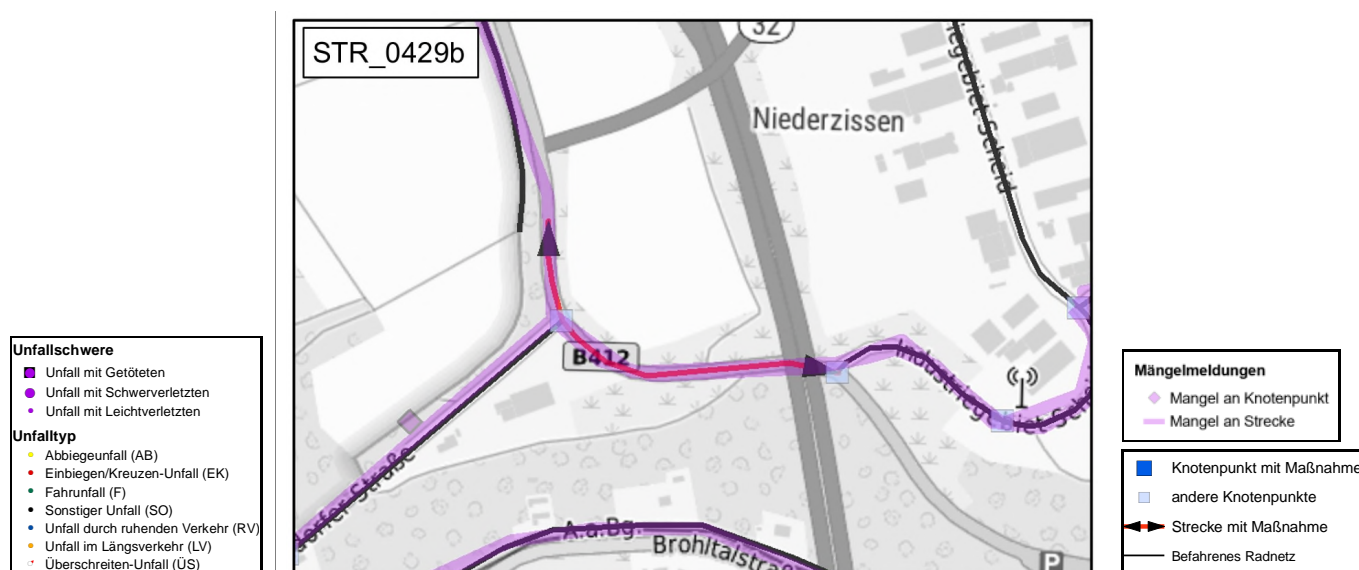 STR_0429b
32
Niederzissen
B412
A.a.Bg.
Brohltalstraß
P
Unfallschwere
Unfall mit Getöteten
Unfall mit Schwerverletzten
Unfall mit Leichtverletzten
Unfalltyp
Abbiegeunfall (AB)
Einbiegen/Kreuzen-Unfall (EK)
Fahrunfall (F)
Sonstiger Unfall (SO)
Unfall durch ruhenden Verkehr (RV)
Unfall im Längsverkehr (LV)
Überschreiten-Unfall (ÜS)
Mängelmeldungen
Mangel an Knotenpunkt
Mangel an Strecke
Knotenpunkt mit Maßnahme
andere Knotenpunkte
Strecke mit Maßnahme
Befahrenes Radnetz